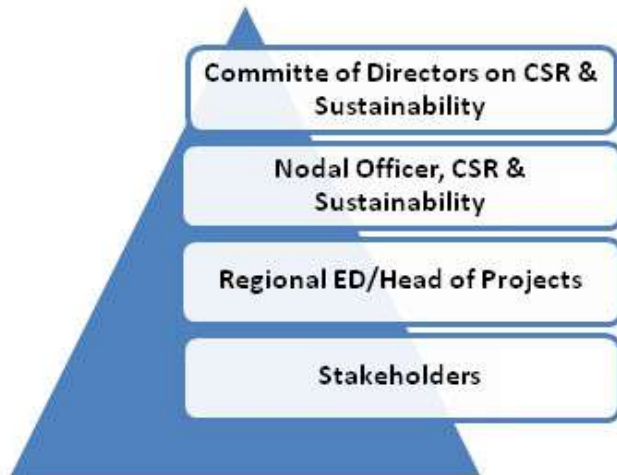 Committe of Directors on CSR &
Sustainability
Nodal Officer, CSR &
Sustainability
Regional ED/Head of Projects
Stakeholders